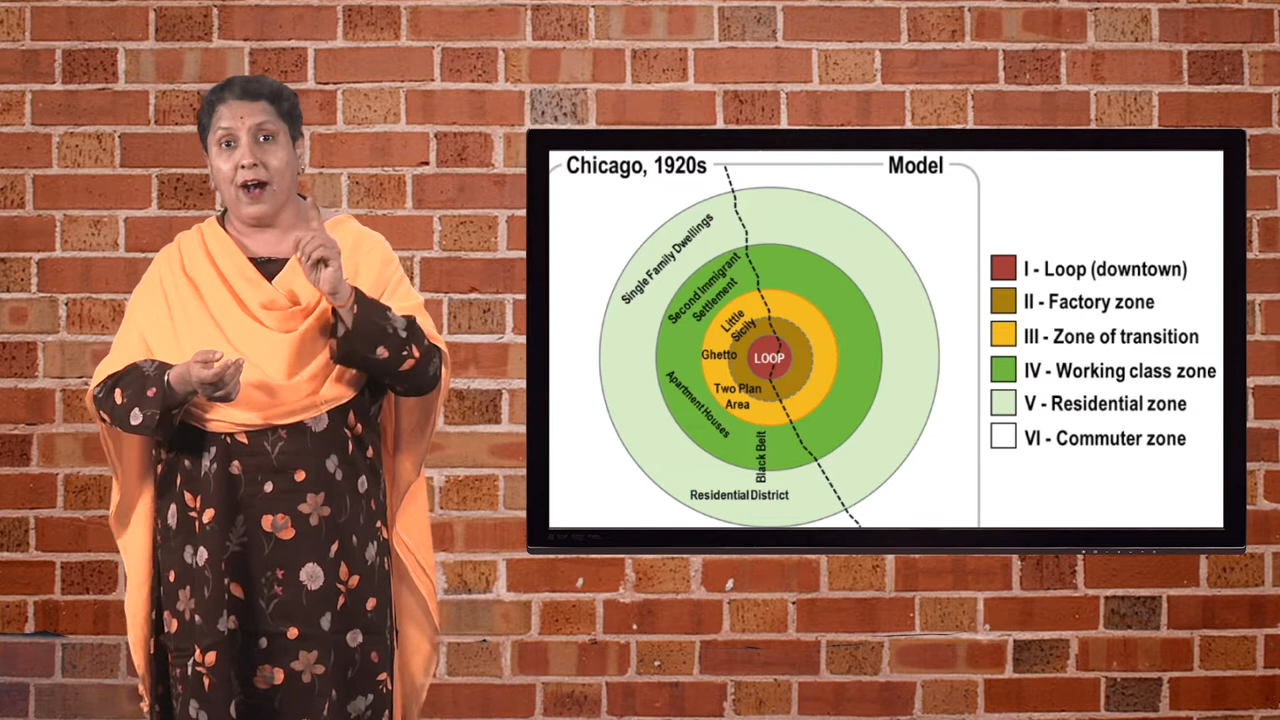 Chicago, 1920s
Model
Single Family Dwellings
Second Immigrant
Settlement
Little
Sicily
Ghetto
LOOP
Two Plan
Area
Apartment Houses
Black Belt
Residential District
I - Loop (downtown)
II - Factory zone
III - Zone of transition
IV - Working class zone
V - Residential zone
VI - Commuter zone